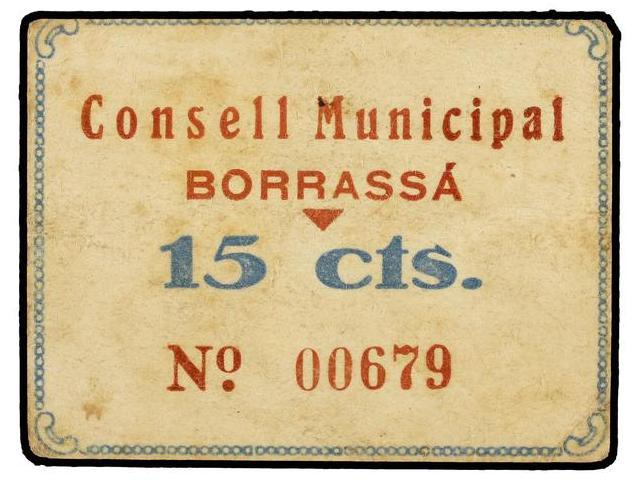 Consell Municipal
BORRASSÁ
15 cts.
Nº 00679